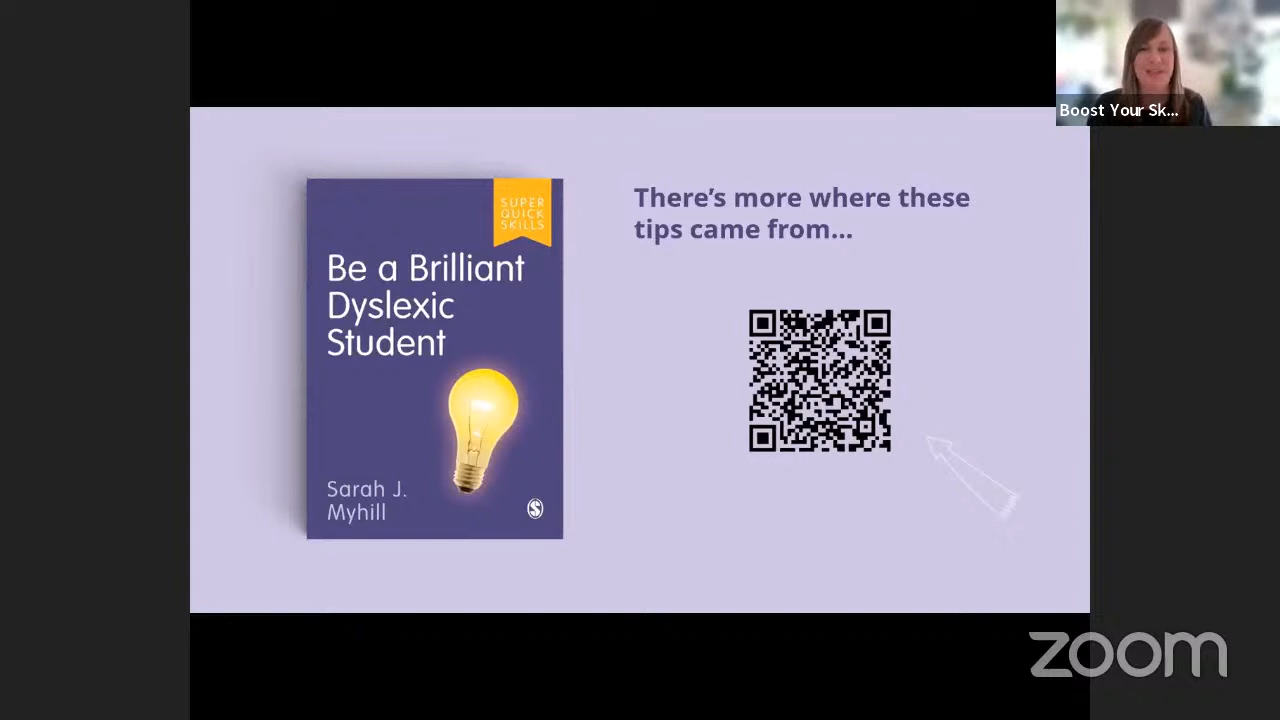 Boost Your Sk...
SUPER
QUICK
SKILLS
Be a Brilliant
Dyslexic
Student
Sarah J.
Myhill
There's more where these
tips came from...
zoom